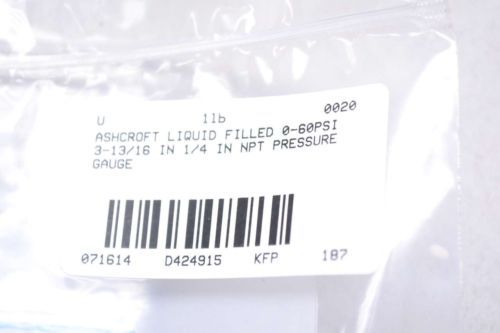 U 1lb 0020
ASHCROFT LIQUID FILLED 0-60PSI
3-13/16 IN 1/4 IN NPT PRESSURE
GAUGE
071614 D424915 KFP 187